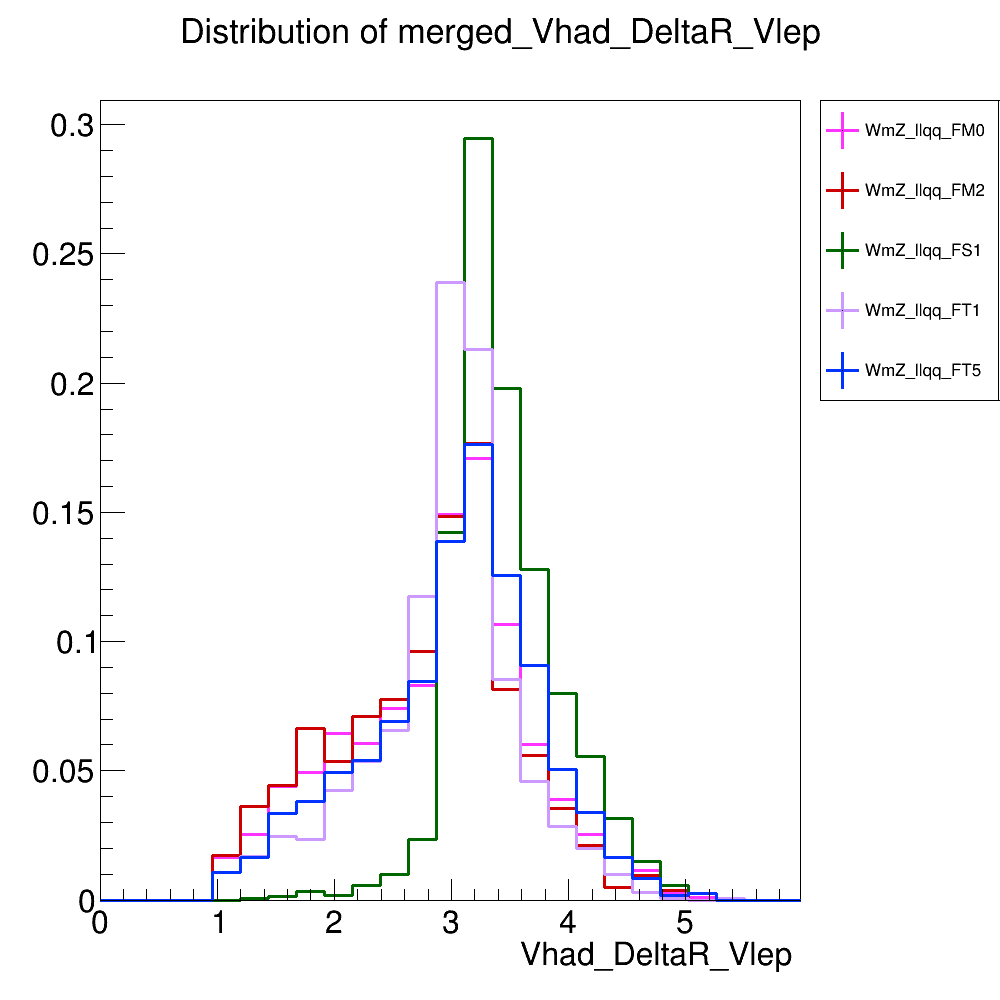 Distribution of merged_Vhad_DeltaR_Vlep
0.3
0.25
0.2
0.15
0.1
0.05
0
0 1 2 3 4 5
Vhad_DeltaR_Vlep
WmZ_llqq_FM0
WmZ_llqq_FM2
WmZ_llqq_FS1
WmZ_llqq_FT1
WmZ_llqq_FT5